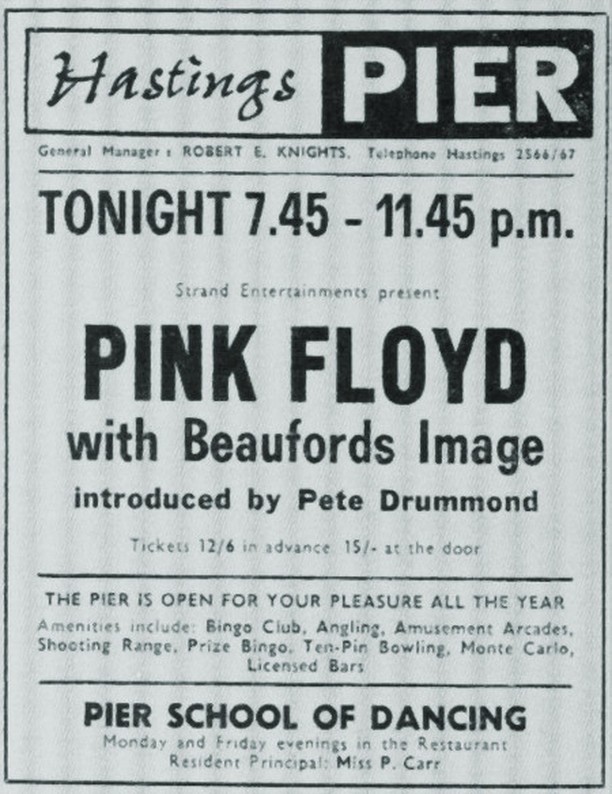 Hastings PIER
General Manager: ROBERT E. KNIGHTS. Telephone Hastings 2566/67
TONIGHT 7.45 - 11.45 p.m.
Strand Entertainments present
PINK FLOYD
with Beaufords Image
introduced by Pete Drummond
Tickets 12/6 in advance 15/- at the door
THE PIER IS OPEN FOR YOUR PLEASURE ALL THE YEAR
Amenities include: Bingo Club, Angling, Amusement Arcades,
Shooting Range, Prize Bingo, Ten-Pin Bowling, Monte Carlo,
Licensed Bars
PIER SCHOOL OF DANCING
Monday and Friday evenings in the Restaurant
Resident Principal: Miss P. Carr